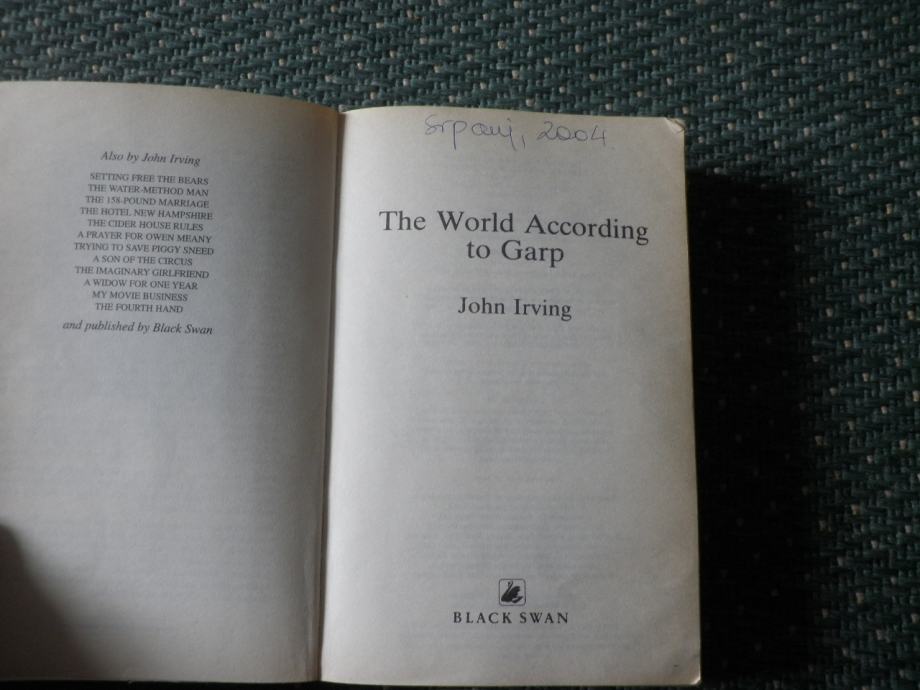 Also by John Irving
SETTING FREE THE BEARS
THE WATER-METHOD MAN
THE 158-POUND MARRIAGE
THE HOTEL NEW HAMPSHIRE
THE CIDER HOUSE RULES
A PRAYER FOR OWEN MEANY
TRYING TO SAVE PIGGY SNEED
A SON OF THE CIRCUS
THE IMAGINARY GIRLFRIEND
A WIDOW FOR ONE YEAR
MY MOVIE BUSINESS
THE FOURTH HAND
and published by Black Swan
Srpanj, 2004.
The World According
to Garp
John Irving
BLACK SWAN